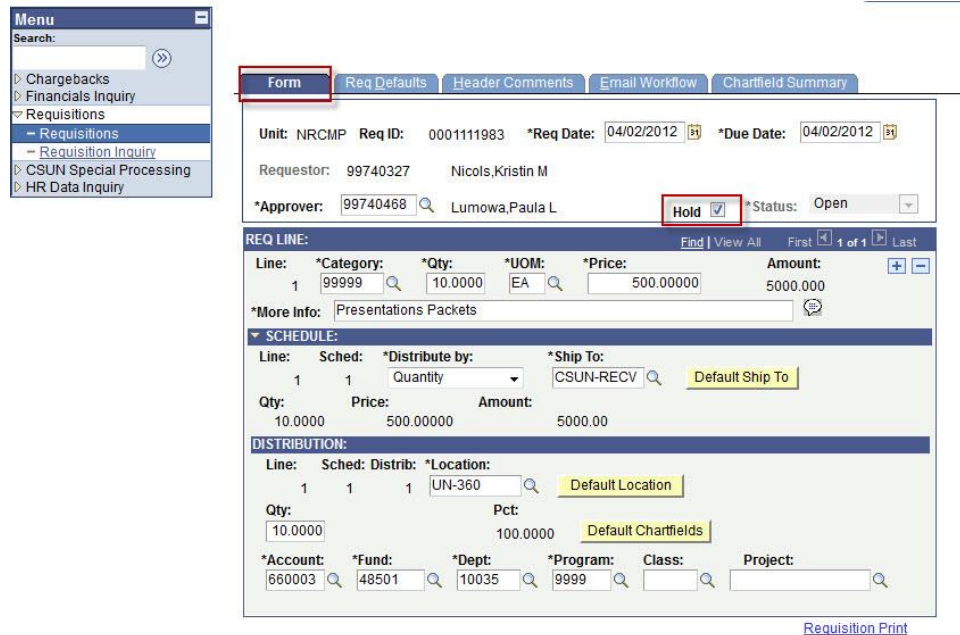 Menu
Search:
Chargebacks
Financials Inquiry
Requisitions
Requisitions
Requisition Inquiry
CSUN Special Processing
HR Data Inquiry
Form Req Defaults Header Comments Email Workflow Chartfield Summary
Unit: NRCMP Req ID: 0001111983 *Req Date: 04/02/2012 31 *Due Date: 04/02/2012 31
Requestor: 99740327 Nicols,Kristin M
*Approver: 99740468 Lumowa,Paula L Hold *Status: Open
REQ LINE: Find | View All First 1 of 1 Last
Line: *Category: *Qty: *UOM: *Price: Amount:
1 99999 10.0000 EA 500.00000 5000.000
*More Info: Presentations Packets
SCHEDULE:
Line: Sched: *Distribute by: *Ship To:
1 1 Quantity CSUN-RECV Default Ship To
Qty: Price: Amount:
10.0000 500.00000 5000.00
DISTRIBUTION:
Line: Sched: Distrib: *Location:
1 1 1 UN-360 Default Location
Qty: Pct:
10.0000 100.0000 Default Chartfields
*Account: *Fund: *Dept: *Program: Class: Project:
660003 48501 10035 9999
Requisition Print